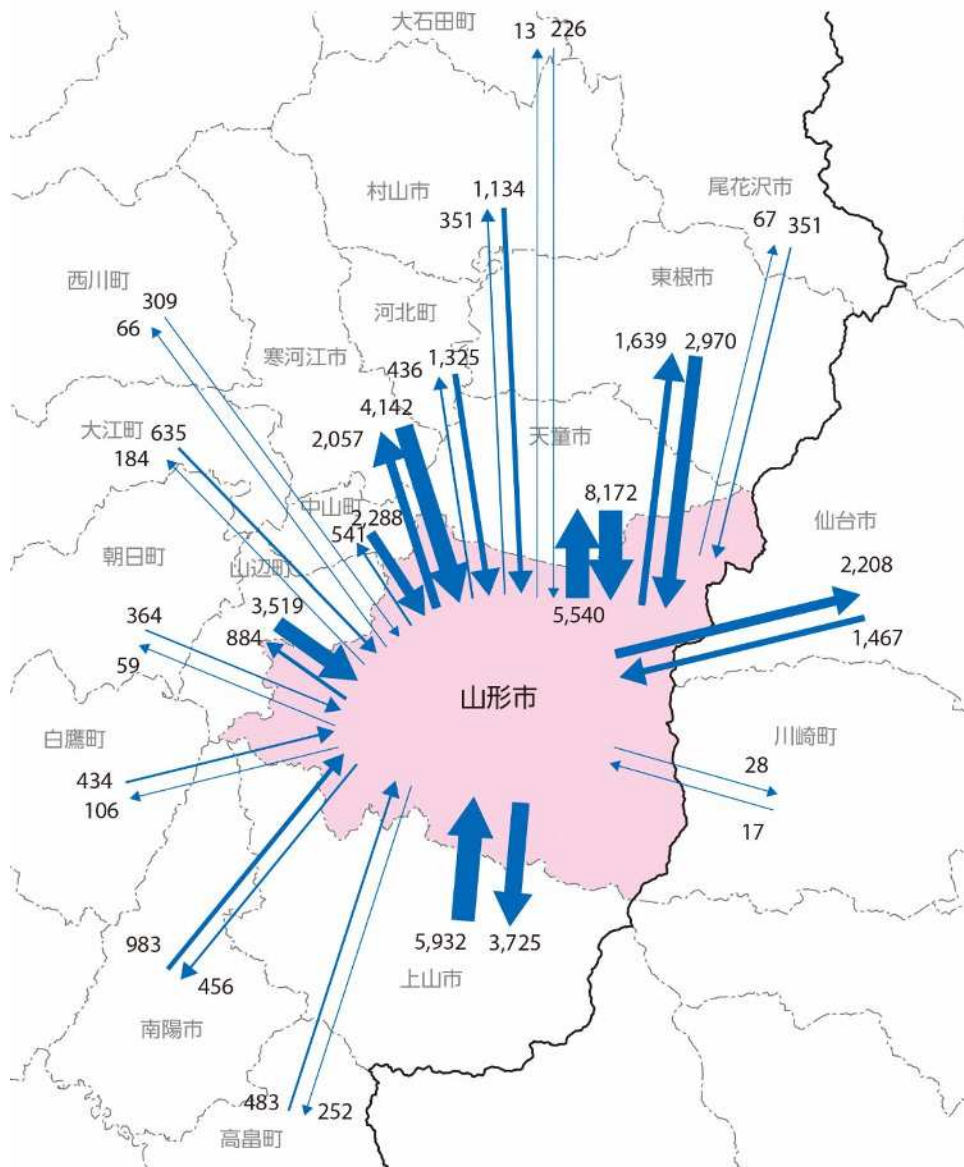 大石田町
13 226
村山市
1,134
351
尾花沢市
67 351
西川町
309
66
河北町
東根市
寒河江市
436 1,325
1,639 2,970
4,142
2,057
大江町
635
184
天童市
8,172
中山町
2,288
541
仙台市
2,208
朝日町
山辺町
3,519
884
5,540
1,467
364
59
山形市
白鷹町
434
106
川崎町
28
17
983
456
5,932 3,725
上山市
南陽市
483 252
高畠町